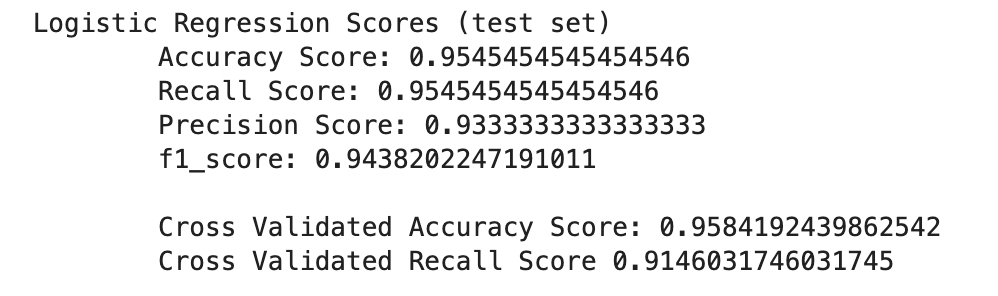 Logistic Regression Scores (test set)
Accuracy Score: 0.9545454545454546
Recall Score: 0.9545454545454546
Precision Score: 0.9333333333333333
f1_score: 0.9438202247191011
Cross Validated Accuracy Score: 0.9584192439862542
Cross Validated Recall Score 0.9146031746031745